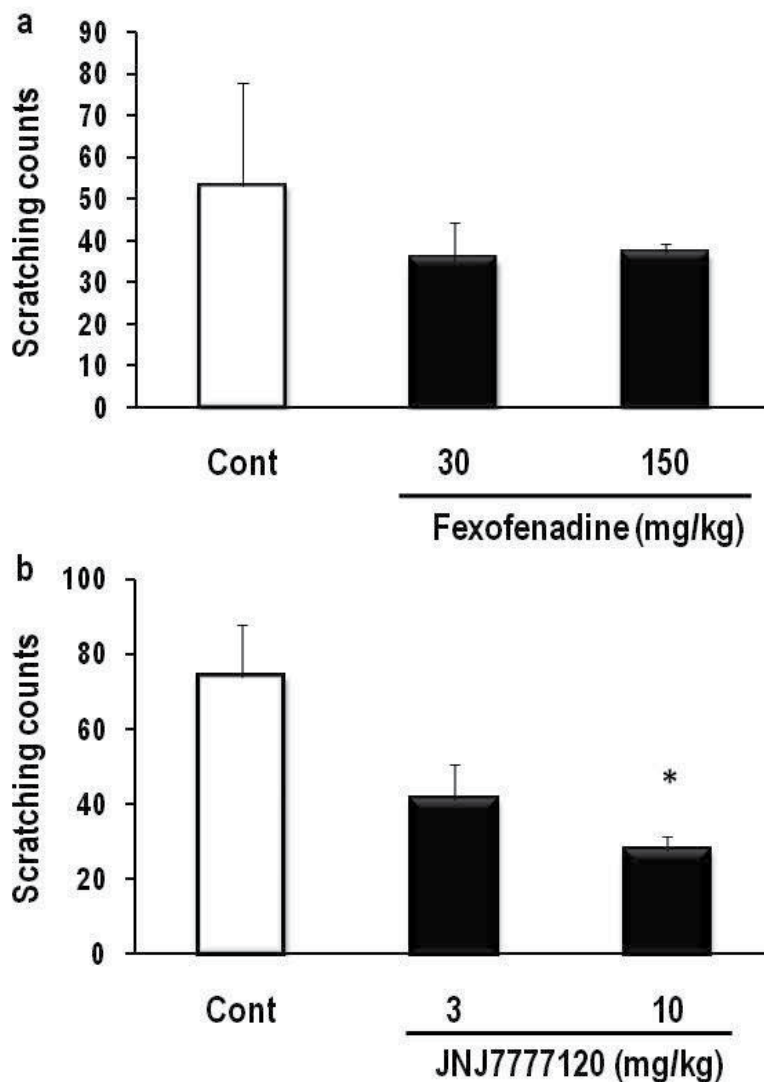 a
Scratching counts
90
80
70
60
50
40
30
20
10
0
Cont 30 150
Fexofenadine (mg/kg)
b
Scratching counts
100
80
60
40
20
0
*
Cont 3 10
JNJ7777120 (mg/kg)